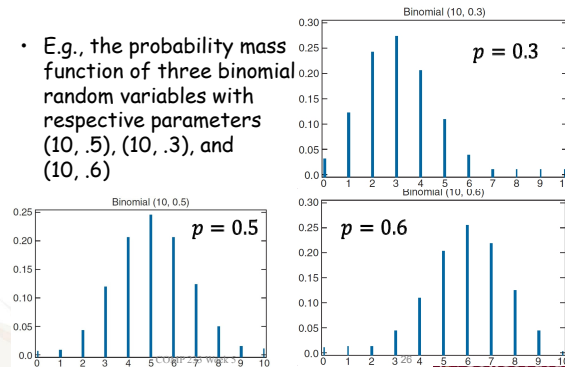 • E.g., the probability mass
function of three binomial
random variables with
respective parameters
(10, .5), (10, .3), and
(10, .6)
Binomial (10, 0.3)
p = 0.3
0.30
0.25
0.20
0.15
0.10
0.05
0.0
0 1 2 3 4 5 6 7 8 9
Binomial (10, 0.5)
p = 0.5
0.25
0.20
0.15
0.10
0.05
0.0
0 1 2 3 4 5 6 7 8 9 10
Binomial (10, 0.6)
p = 0.6
0.30
0.25
0.20
0.15
0.10
0.05
0.0
0 1 2 3 4 5 6 7 8 9
COMP Week 5
26